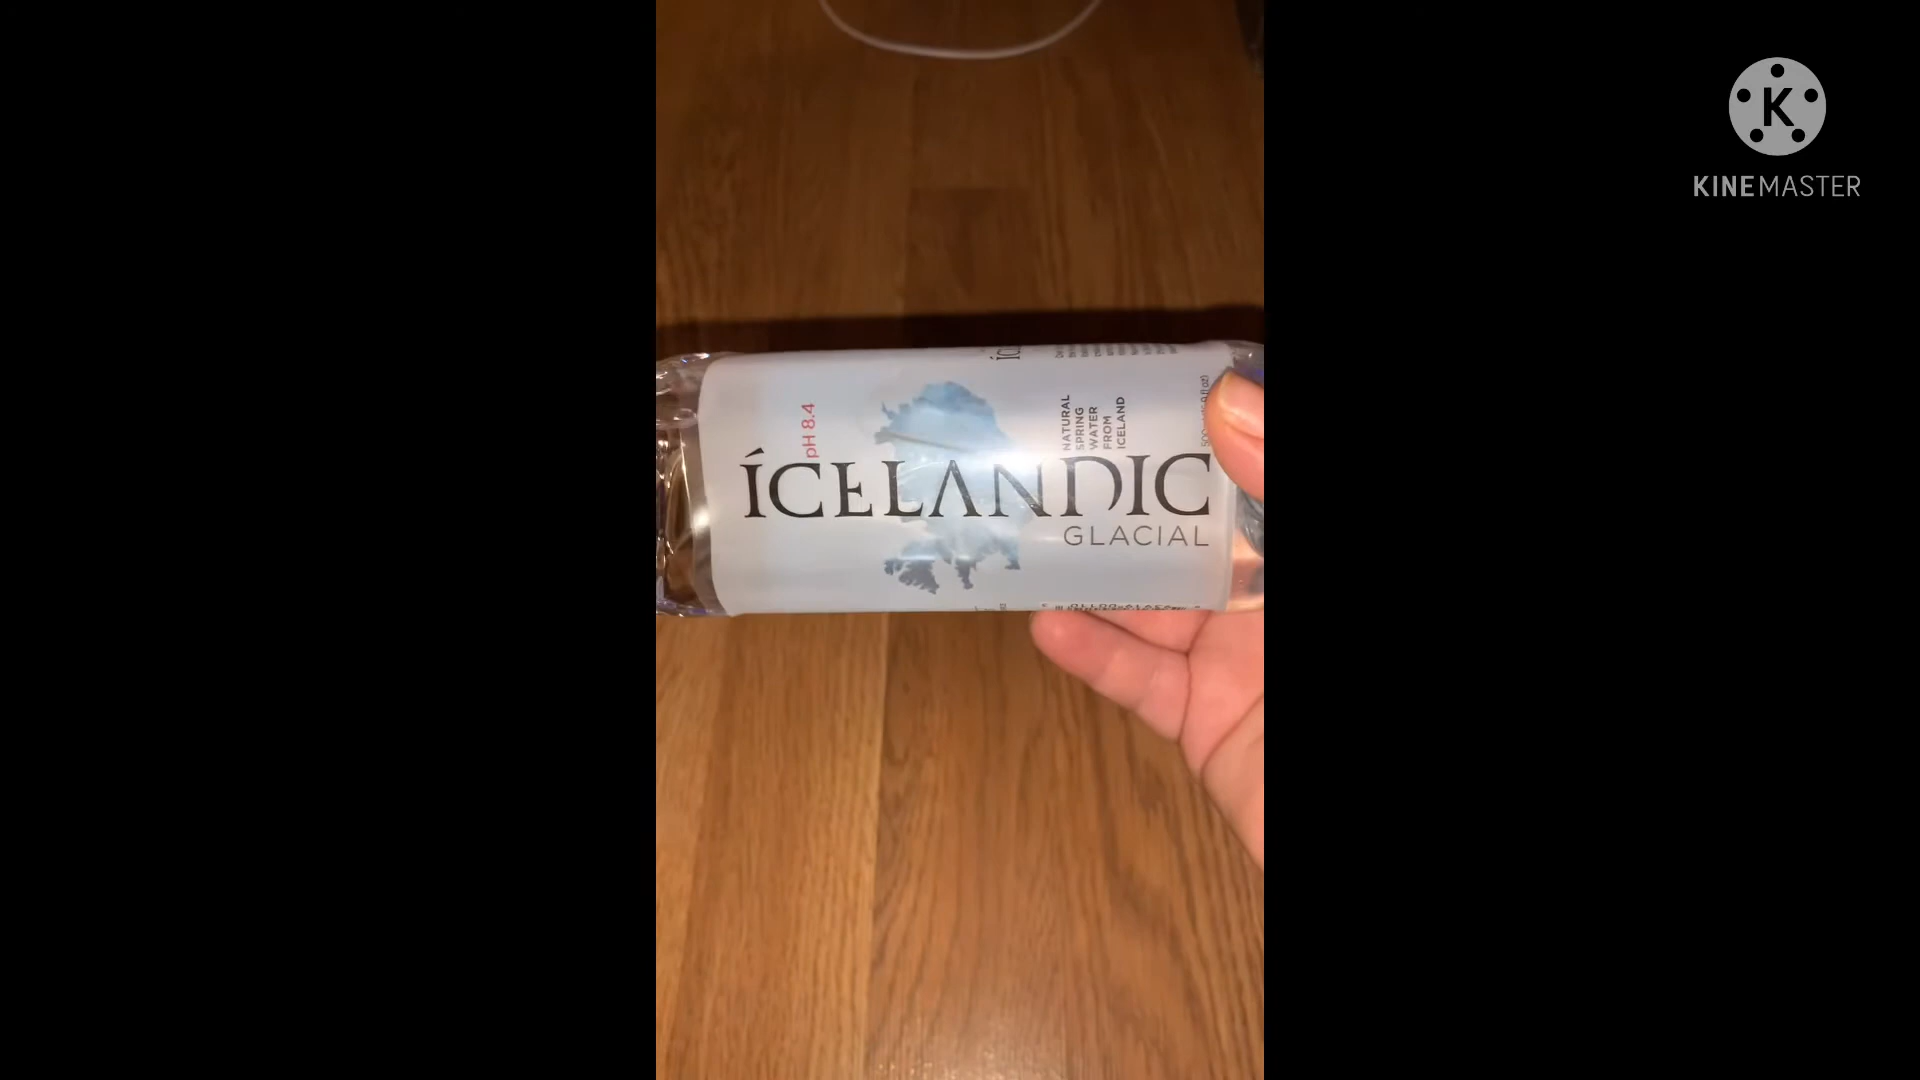 K
KINEMASTER
pH 8.4
ÍCELANDIC
GLACIAL
NATURAL
SPRING
WATER
FROM
ICELAND